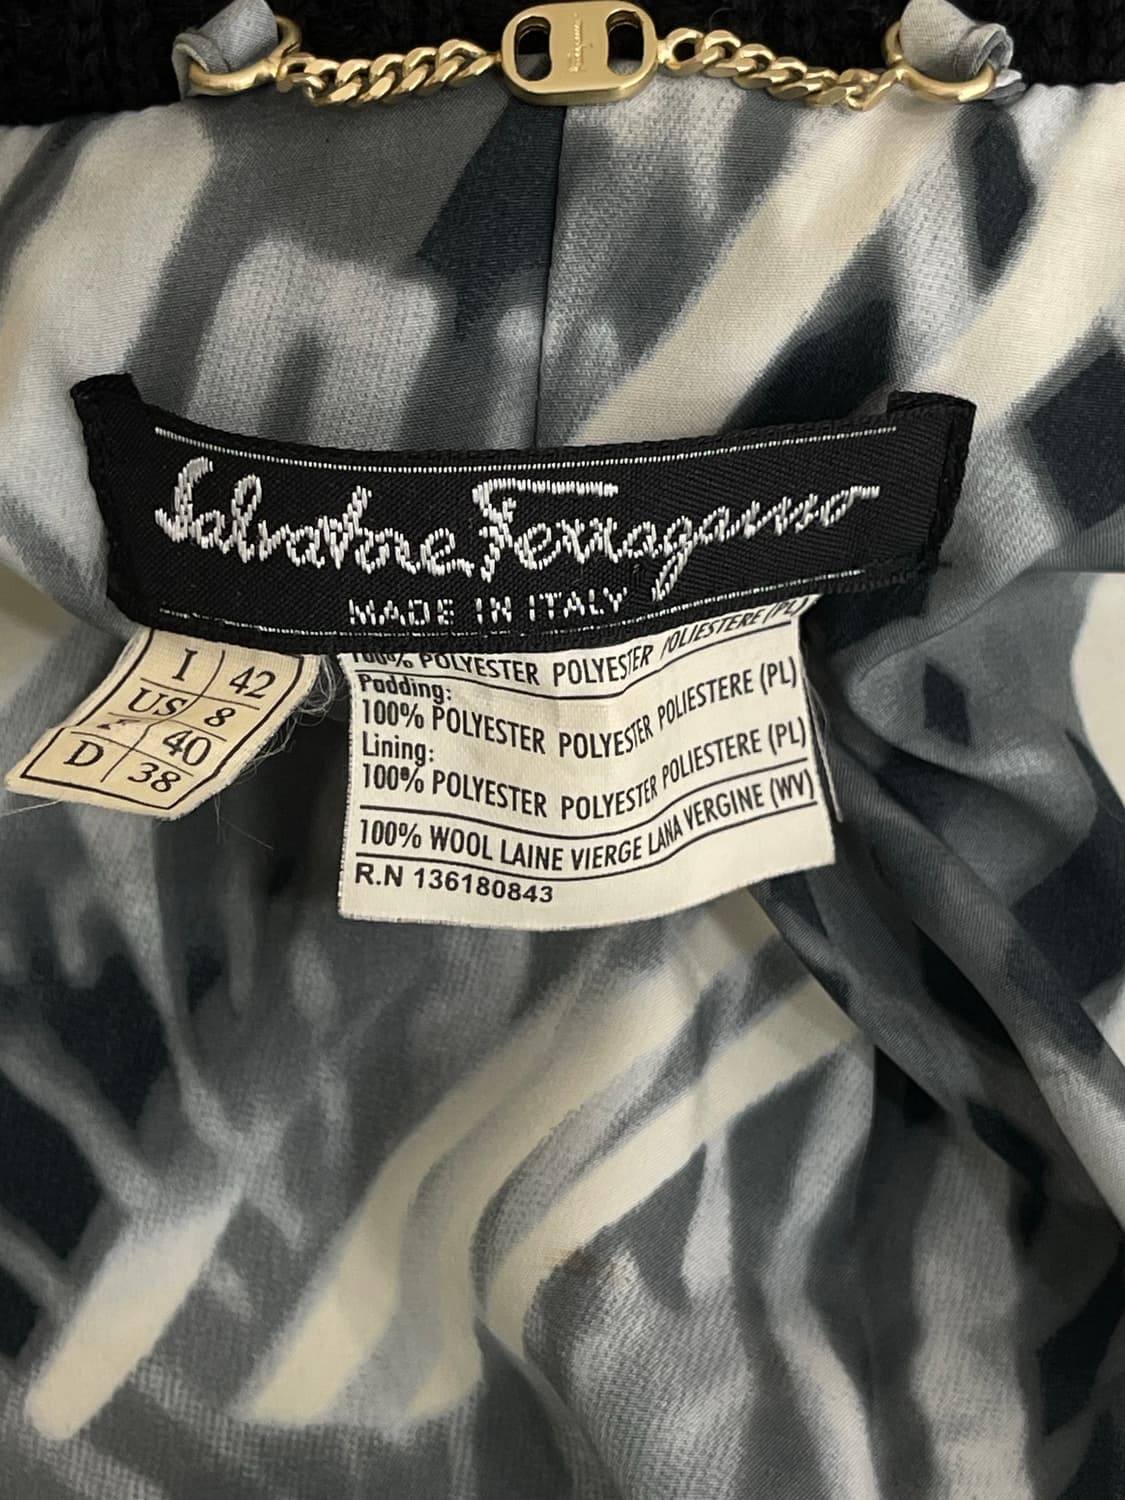 Salvatore Ferragamo
MADE IN ITALY
I 42
US 8
F 40
D 38
100% POLYESTER POLYESTER POLIESTERE (PL)
Padding:
100% POLYESTER POLYESTER POLIESTERE (PL)
Lining:
100% POLYESTER POLYESTER POLIESTERE (PL)
100% WOOL LAINE VIERGE LANA VERGINE (WV)
R.N 136180843